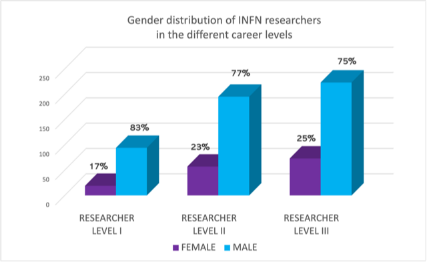 Gender distribution of INFN researchers
in the different career levels
250
200
150
100
50
0
17%
83%
23%
77%
25%
75%
RESEARCHER
LEVEL I
RESEARCHER
LEVEL II
RESEARCHER
LEVEL III
FEMALE MALE